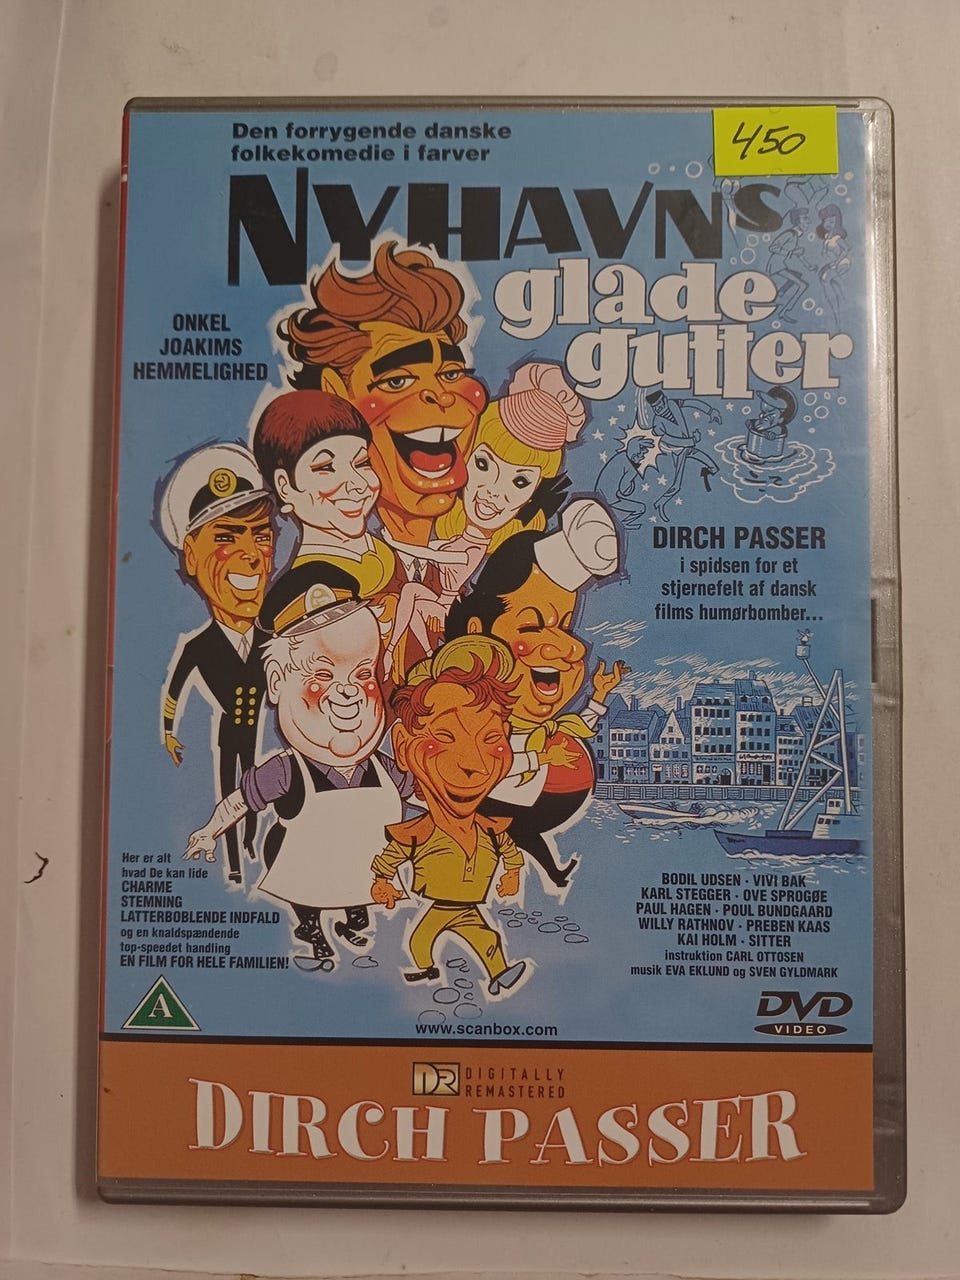 450
Den forrygende danske
folkekomedie i farver
NYHAVNS
glade
gutter
ONKEL
JOAKIMS
HEMMELIGHED
DIRCH PASSER
i spidsen for et
stjernefelt af dansk
films humørbomber...
Her er alt
hvad De kan lide
CHARME
STEMNING
LATTERBOBLENDE INDFALD
og en knaldspændende
top-speedet handling
EN FILM FOR HELE FAMILIEN!
BODIL UDSEN · VIVI BAK
KARL STEGGER · OVE SPROGØE
PAUL HAGEN · POUL BUNDGAARD
WILLY RATHNOV · PREBEN KAAS
KAI HOLM · SITTER
instruktion CARL OTTOSEN
musik EVA EKLUND og SVEN GYLDMARK
A
www.scanbox.com
DVD
VIDEO
DR DIGITALLY
REMASTERED
DIRCH PASSER